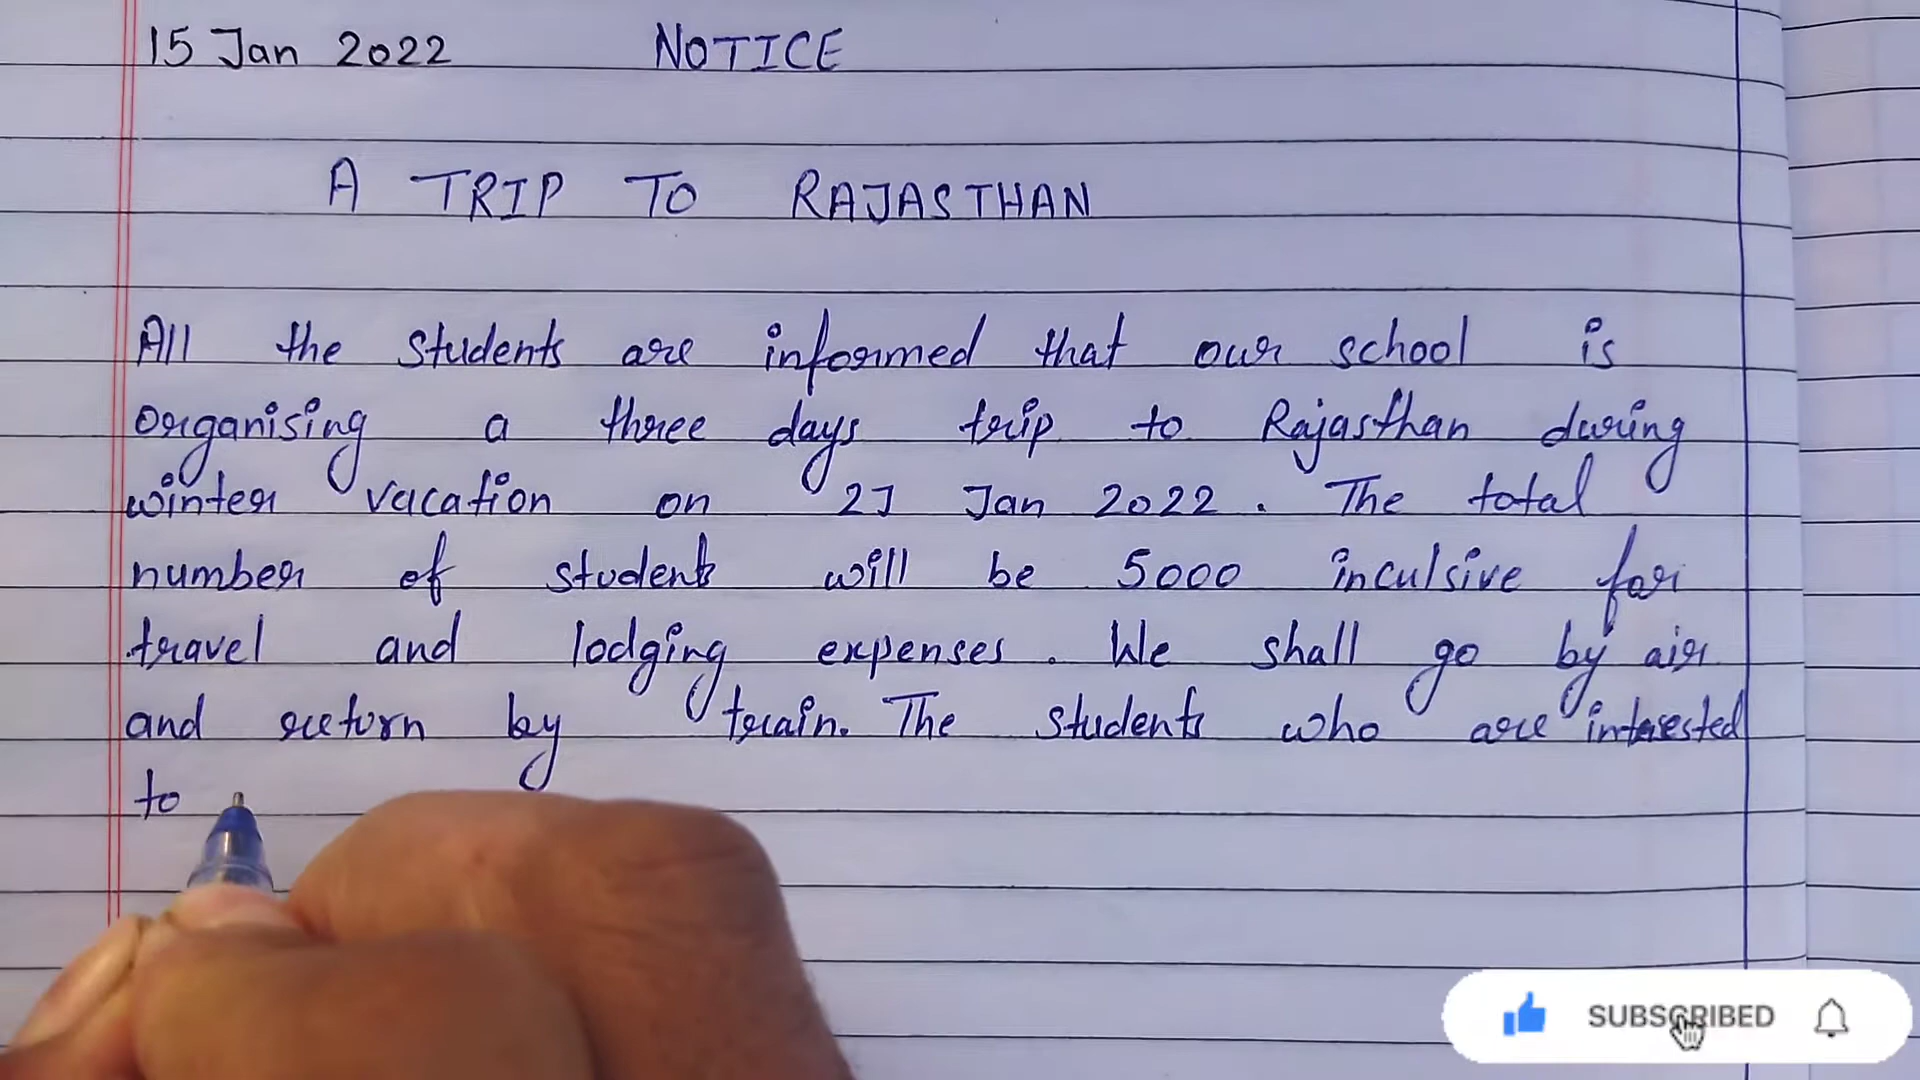 15 Jan 2022 NOTICE
A TRIP TO RAJASTHAN
All the students are informed that our school is
organising a three days trip to Rajasthan during
winter vacation on 21 Jan 2022. The total
number of students will be 5000 inculsive for
travel and lodging expenses. We shall go by air
and return by train. The students who are interested
to
SUBSCRIBED